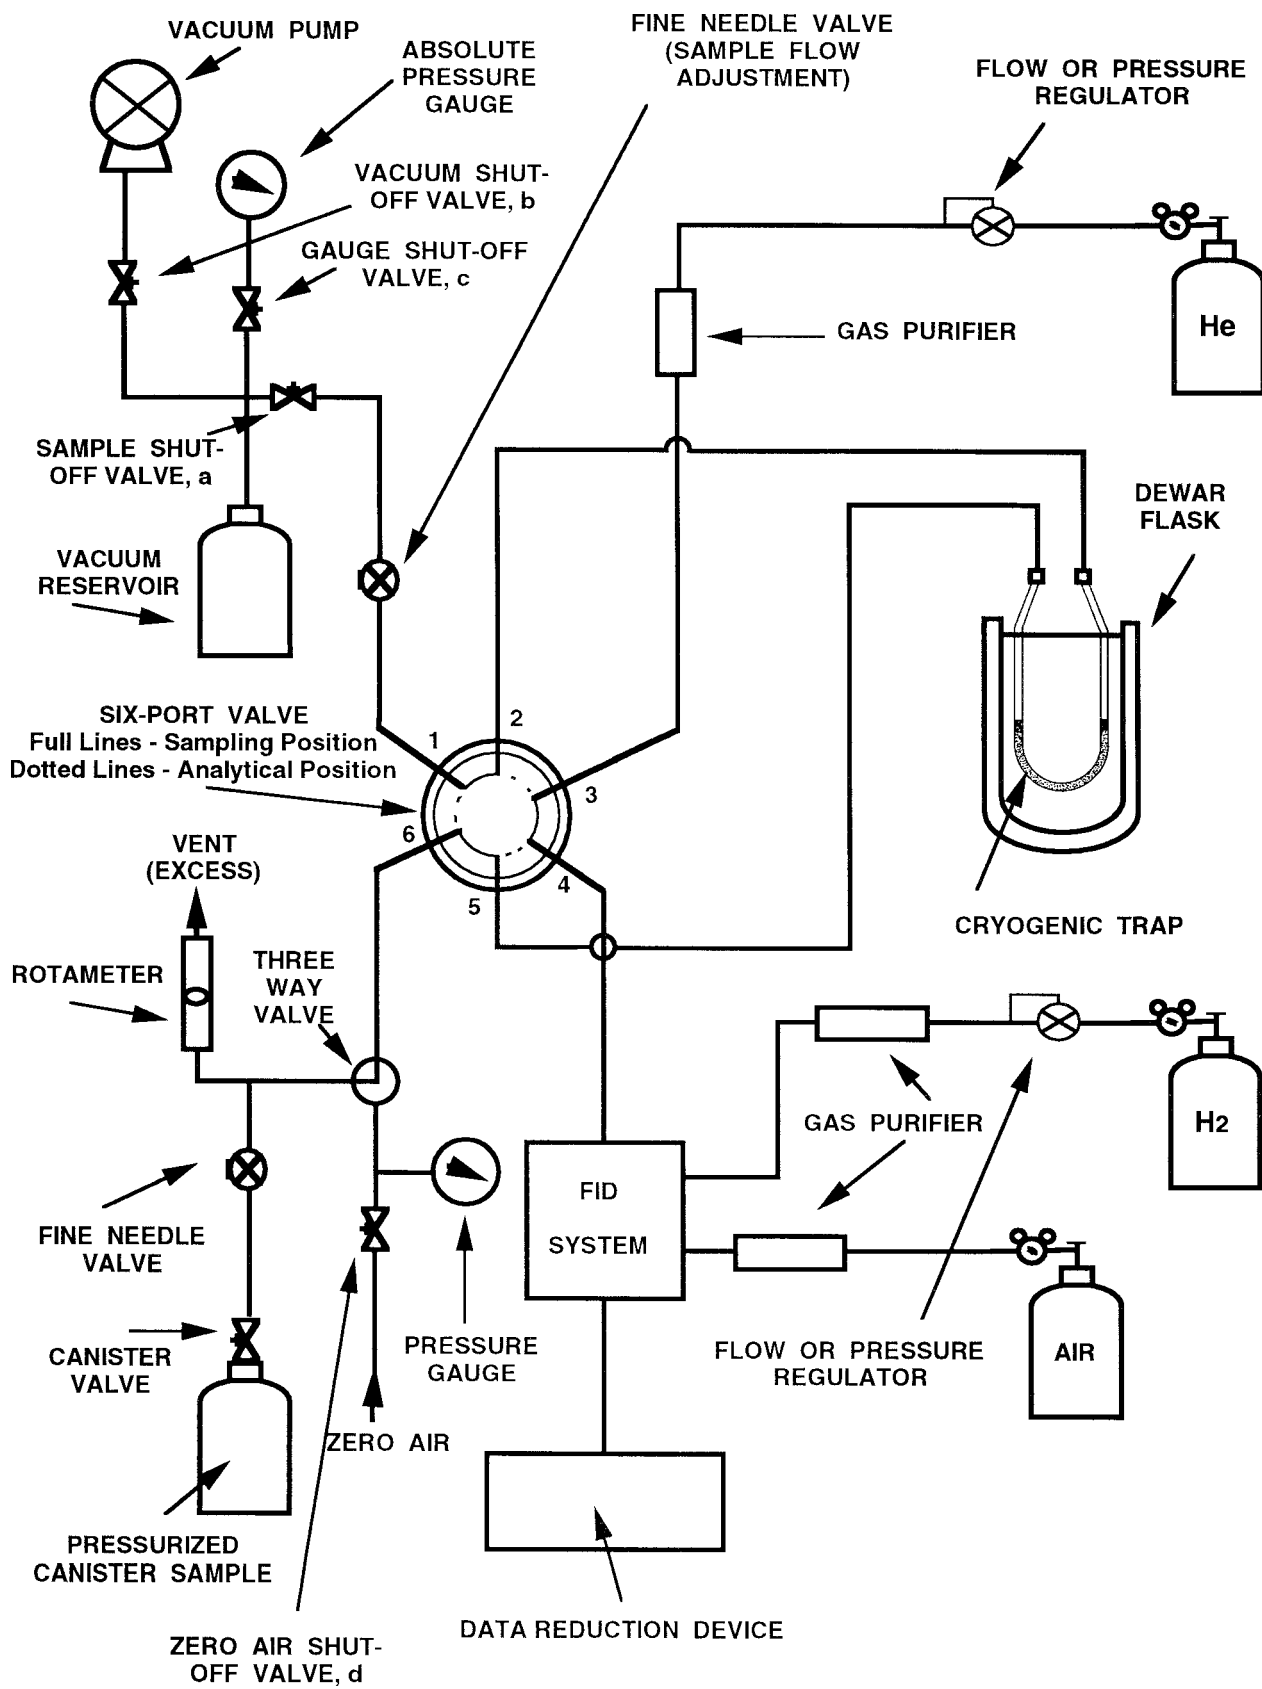 VACUUM PUMP
ABSOLUTE
PRESSURE
GAUGE
FINE NEEDLE VALVE
(SAMPLE FLOW
ADJUSTMENT)
FLOW OR PRESSURE
REGULATOR
VACUUM SHUT-
OFF VALVE, b
GAUGE SHUT-OFF
VALVE, c
GAS PURIFIER
He
SAMPLE SHUT-
OFF VALVE, a
DEWAR
FLASK
VACUUM
RESERVOIR
SIX-PORT VALVE
Full Lines - Sampling Position
Dotted Lines - Analytical Position
1
2
3
4
5
6
VENT
(EXCESS)
CRYOGENIC TRAP
ROTAMETER
THREE
WAY
VALVE
GAS PURIFIER
H2
FID
SYSTEM
FINE NEEDLE
VALVE
CANISTER
VALVE
PRESSURE
GAUGE
FLOW OR PRESSURE
REGULATOR
AIR
ZERO AIR
PRESSURIZED
CANISTER SAMPLE
DATA REDUCTION DEVICE
ZERO AIR SHUT-
OFF VALVE, d